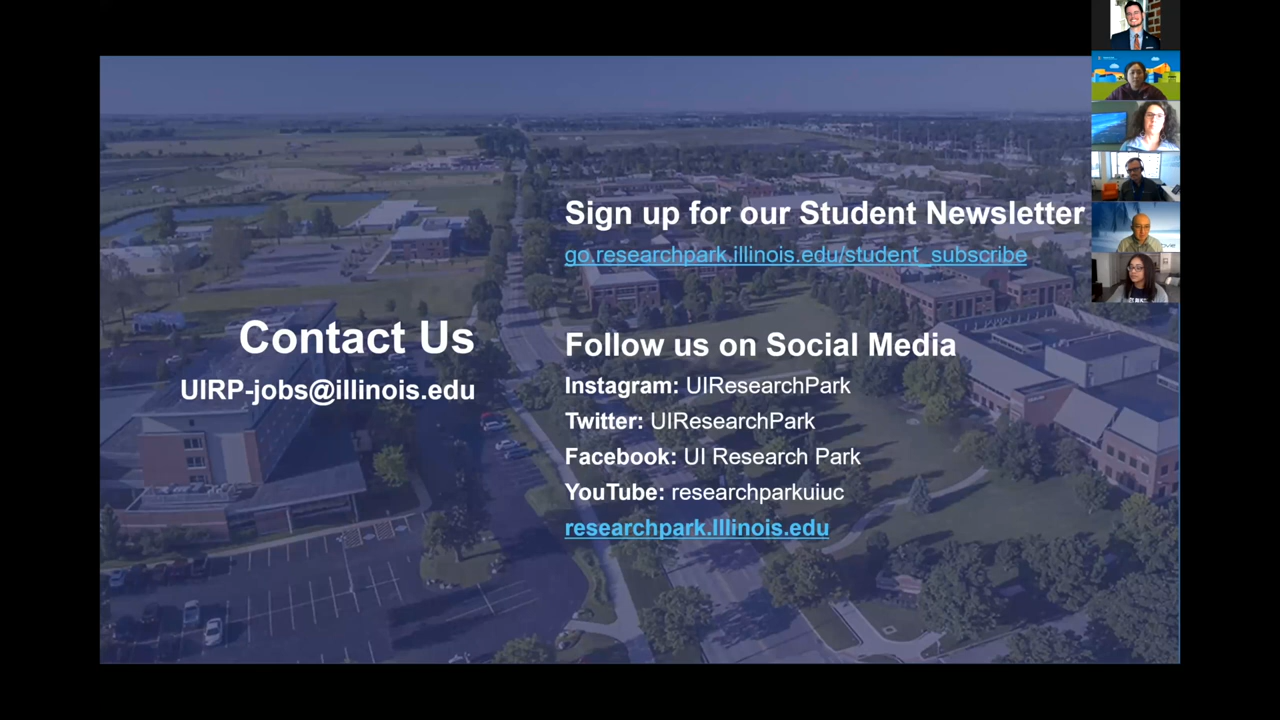 Contact Us
UIRP-jobs@illinois.edu
Sign up for our Student Newsletter
go.researchpark.illinois.edu/student_subscribe
Follow us on Social Media
Instagram: UIResearchPark
Twitter: UIResearchPark
Facebook: UI Research Park
YouTube: researchparkuiuc
researchpark.Illinois.edu